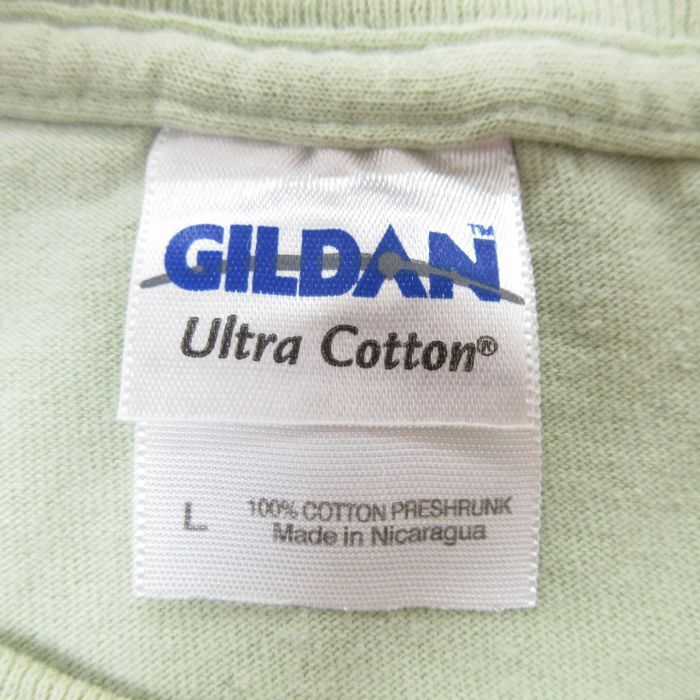 GILDAN™
Ultra Cotton®
L 100% COTTON PRESHRUNK
Made in Nicaragua